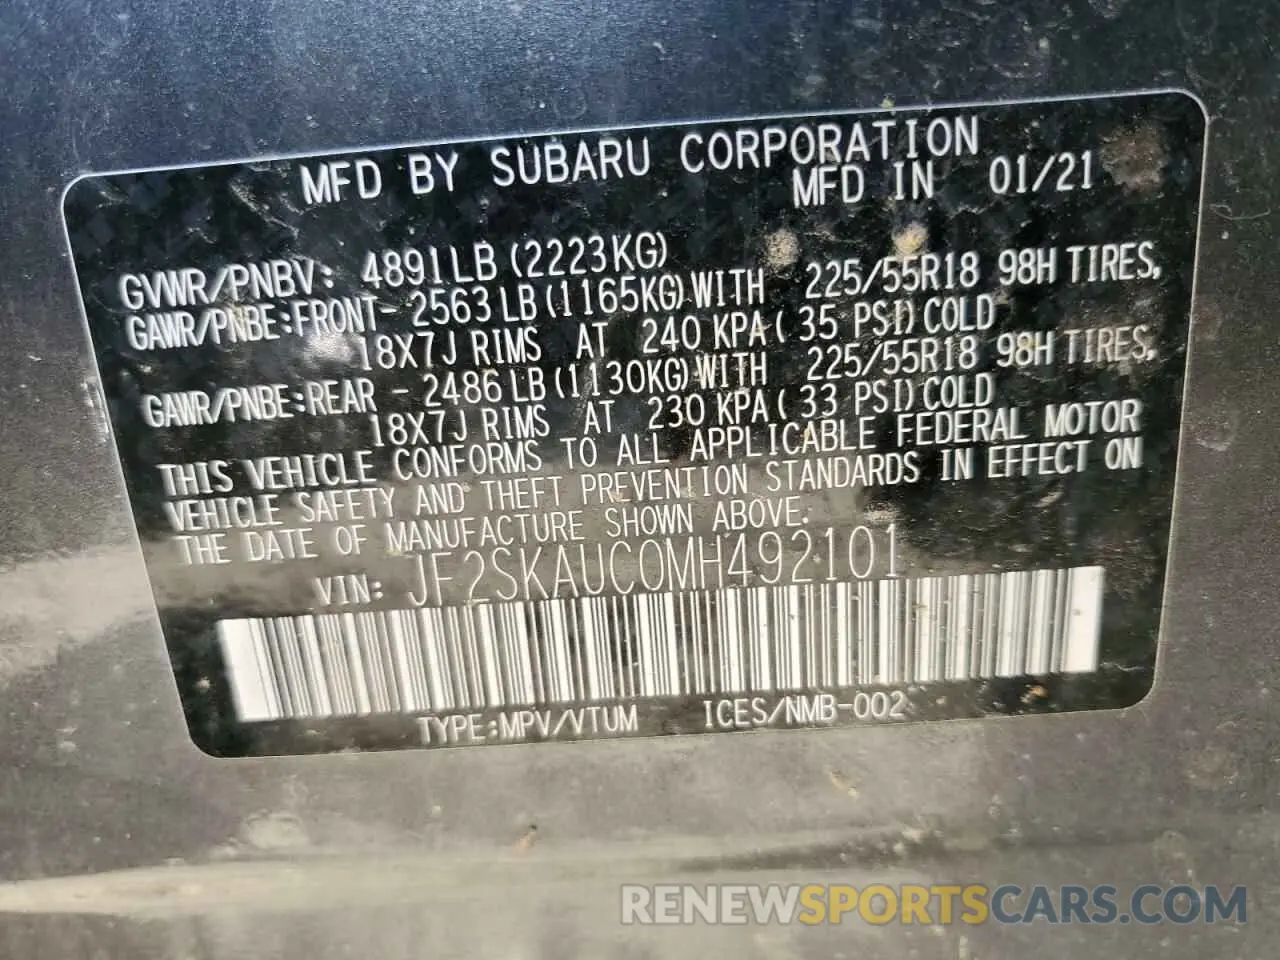 MFD BY SUBARU CORPORATION
MFD IN 01/21
GVWR/PNBV: 4891LB (2223KG)
GAWR/PNBE:FRONT- 2563 LB (1165KG) WITH 225/55R18 98H TIRES,
18X7J RIMS AT 240 KPA ( 35 PSI) COLD
GAWR/PNBE:REAR - 2486 LB (1130KG) WITH 225/55R18 98H TIRES,
18X7J RIMS AT 230 KPA ( 33 PSI) COLD
THIS VEHICLE CONFORMS TO ALL APPLICABLE FEDERAL MOTOR
VEHICLE SAFETY AND THEFT PREVENTION STANDARDS IN EFFECT ON
THE DATE OF MANUFACTURE SHOWN ABOVE.
VIN: JF2SKAUC0MH492101
TYPE:MPV/VTUM ICES/NMB-002
RENEWSPORTSCARS.COM